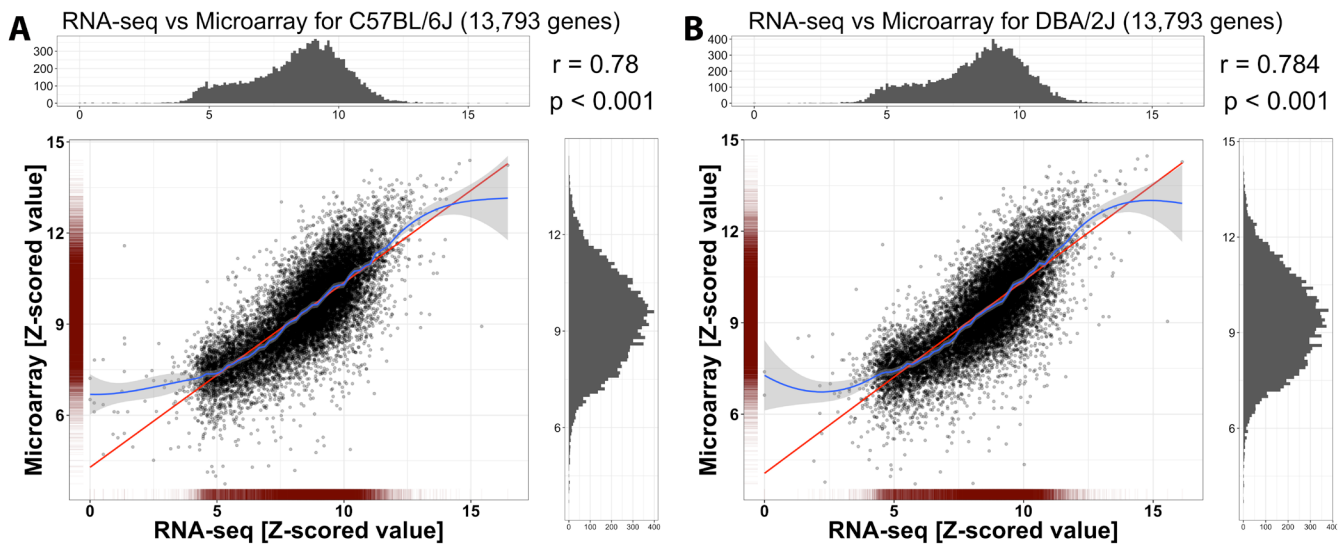 A
RNA-seq vs Microarray for C57BL/6J (13,793 genes)
300
200
100
0
0 5 10 15
r = 0.78
p < 0.001
15
12
9
6
Microarray [Z-scored value]
0 5 10 15
RNA-seq [Z-scored value]
12
9
6
0 100 200 300 400
B
RNA-seq vs Microarray for DBA/2J (13,793 genes)
400
300
200
100
0
0 5 10 15
r = 0.784
p < 0.001
15
12
9
6
Microarray [Z-scored value]
0 5 10 15
RNA-seq [Z-scored value]
15
12
9
6
0 100 200 300 400